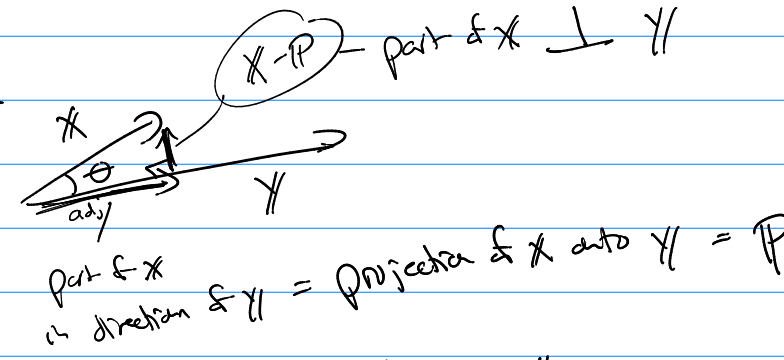 𝕏 - ℙ — part of 𝕏 ⊥ 𝕐
𝕏
θ
adj
𝕐
part of 𝕏
in direction of 𝕐 = projection of 𝕏 onto 𝕐 = ℙ